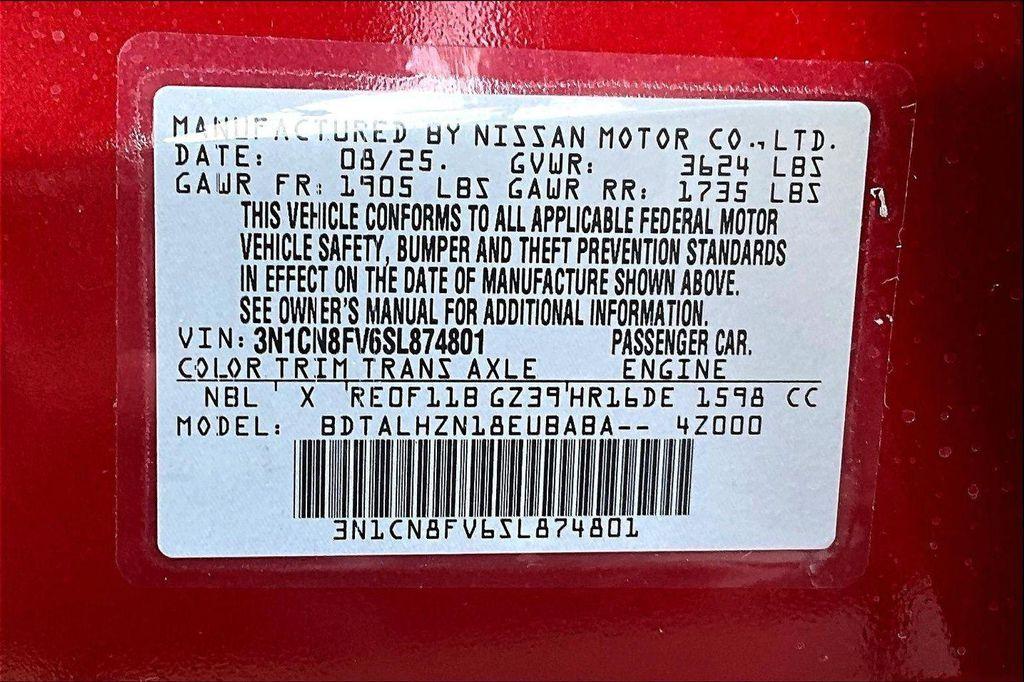 MANUFACTURED BY NISSAN MOTOR CO.,LTD.
DATE: 08/25. GVWR: 3624 LBS
GAWR FR: 1905 LBS GAWR RR: 1735 LBS
THIS VEHICLE CONFORMS TO ALL APPLICABLE FEDERAL MOTOR
VEHICLE SAFETY, BUMPER AND THEFT PREVENTION STANDARDS
IN EFFECT ON THE DATE OF MANUFACTURE SHOWN ABOVE.
SEE OWNER'S MANUAL FOR ADDITIONAL INFORMATION.
VIN: 3N1CN8FV6SL874801 PASSENGER CAR.
COLOR TRIM TRANS AXLE ENGINE
NBL X RE0F11B GZ39 HR16DE 1598 CC
MODEL: BDTALHZN18EUBABA-- 4Z000
3N1CN8FV6SL874801